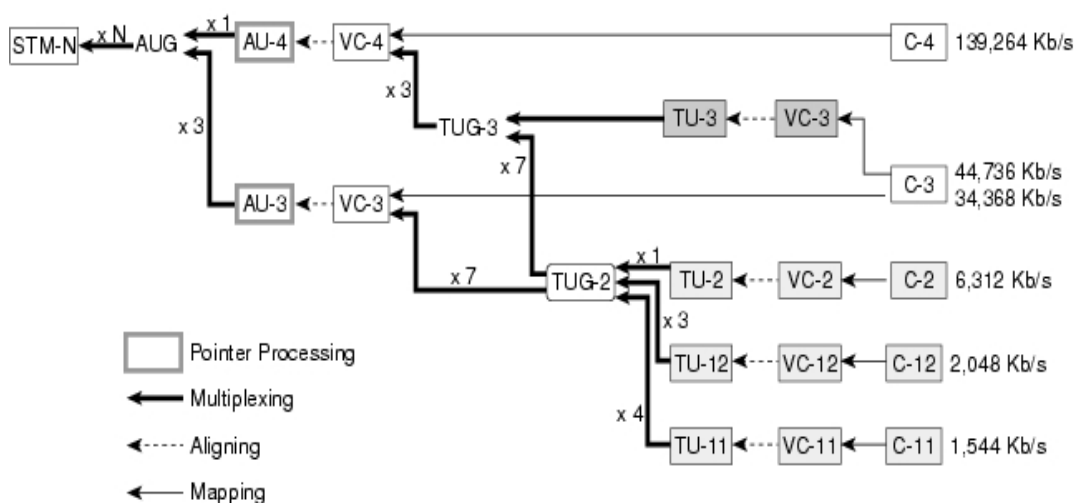 STM-N x N AUG x 1 AU-4 VC-4 C-4 139,264 Kb/s
x 3 x 3 TUG-3 TU-3 VC-3
x 7 44,736 Kb/s
AU-3 VC-3 C-3
34,368 Kb/s
x 7 TUG-2 x 1 TU-2 VC-2 C-2 6,312 Kb/s
x 3
Pointer Processing TU-12 VC-12 C-12 2,048 Kb/s
Multiplexing x 4
Aligning TU-11 VC-11 C-11 1,544 Kb/s
Mapping